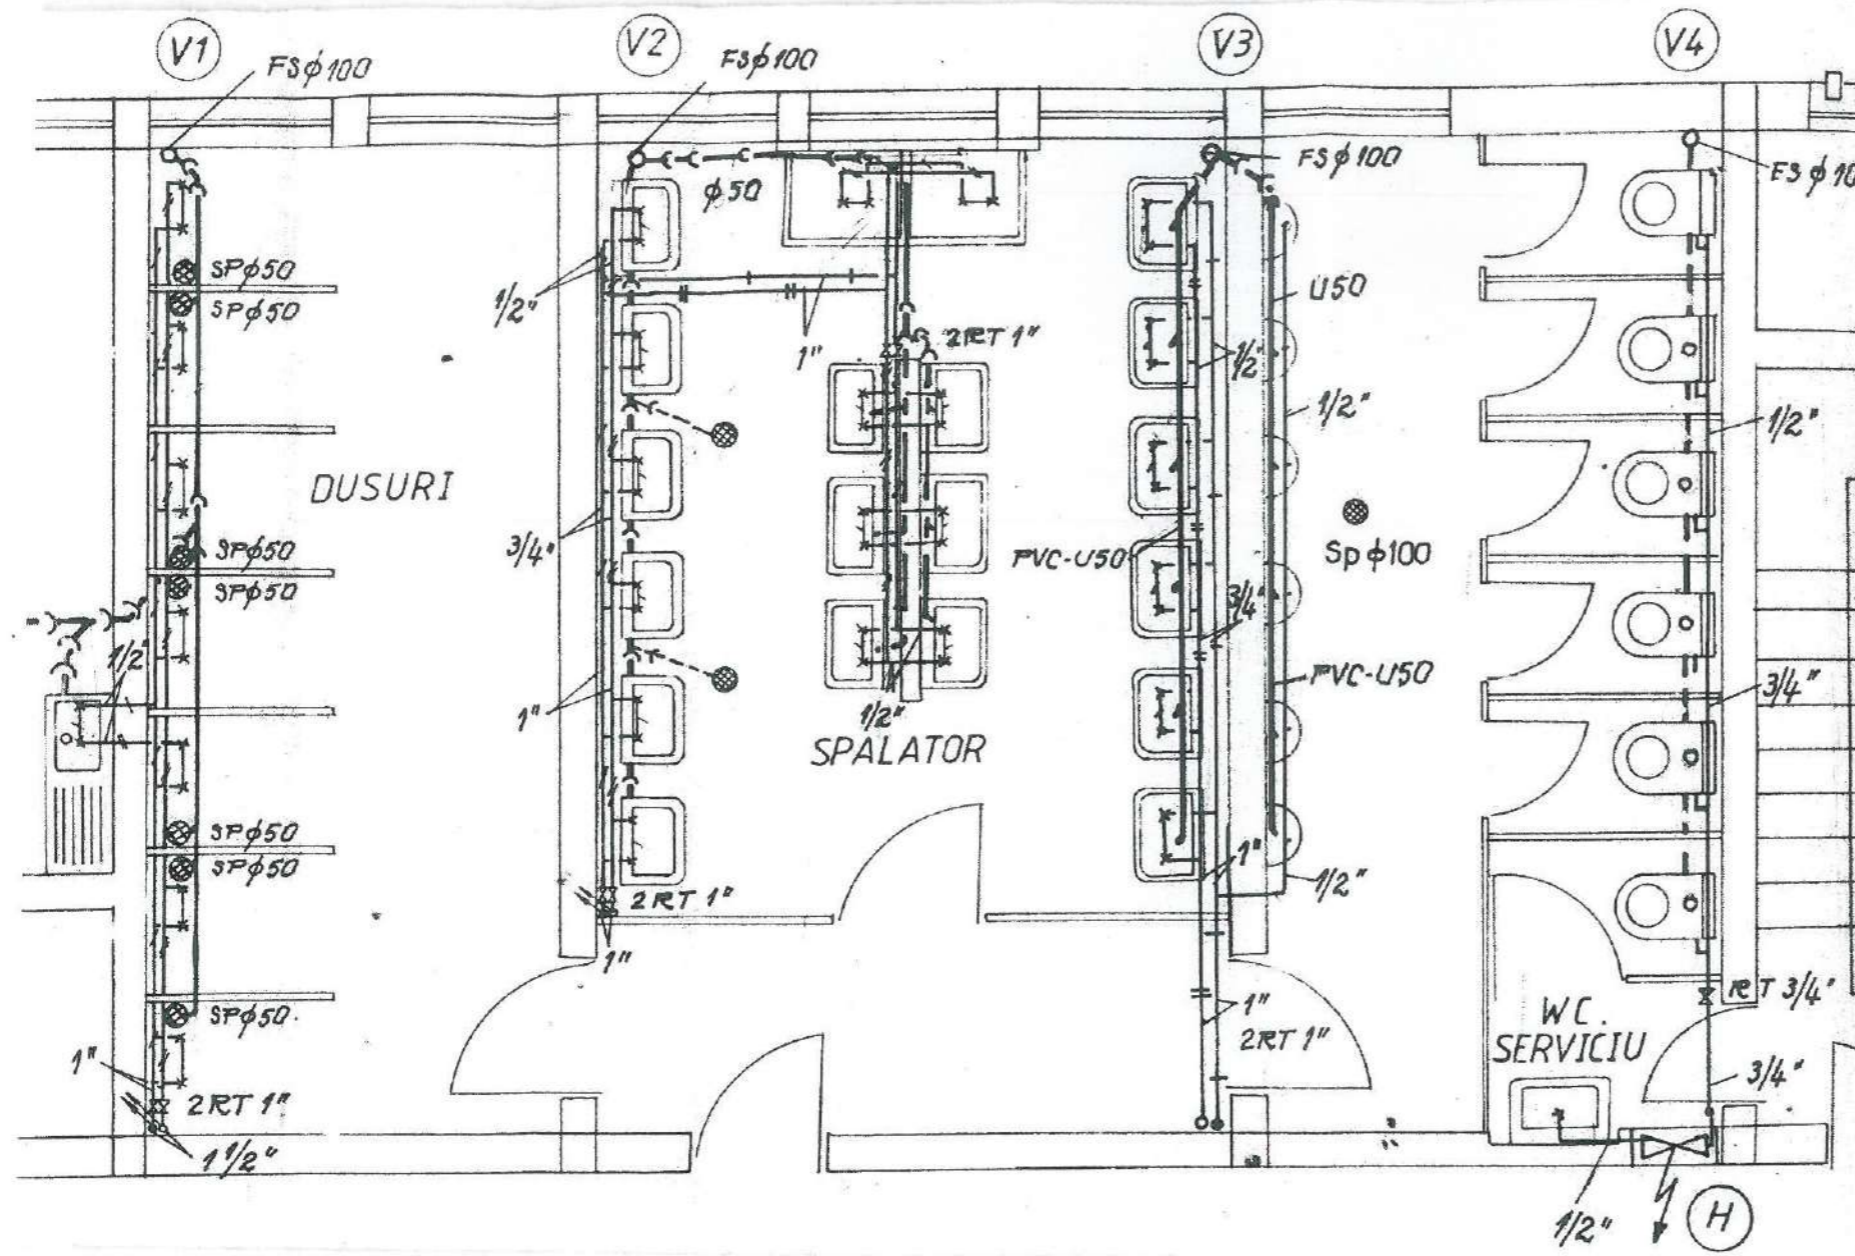 V1
V2
V3
V4
FSϕ100
FSϕ100
FSϕ100
FSϕ10
ϕ50
SPϕ50
SPϕ50
1/2"
1"
2RT 1"
U50
1/2
1/2"
1/2"
DUSURI
3/4"
PVC-U50
Spϕ100
SPϕ50
SPϕ50
3/4"
1/2"
1"
1/2"
SPALATOR
PVC-U50
3/4"
SPϕ50
SPϕ50
1"
1/2"
2RT 1"
1"
SPϕ50.
1"
2RT 1"
1"
2RT 1"
1 1/2"
RT 3/4"
WC.
SERVICIU
3/4"
1/2"
H